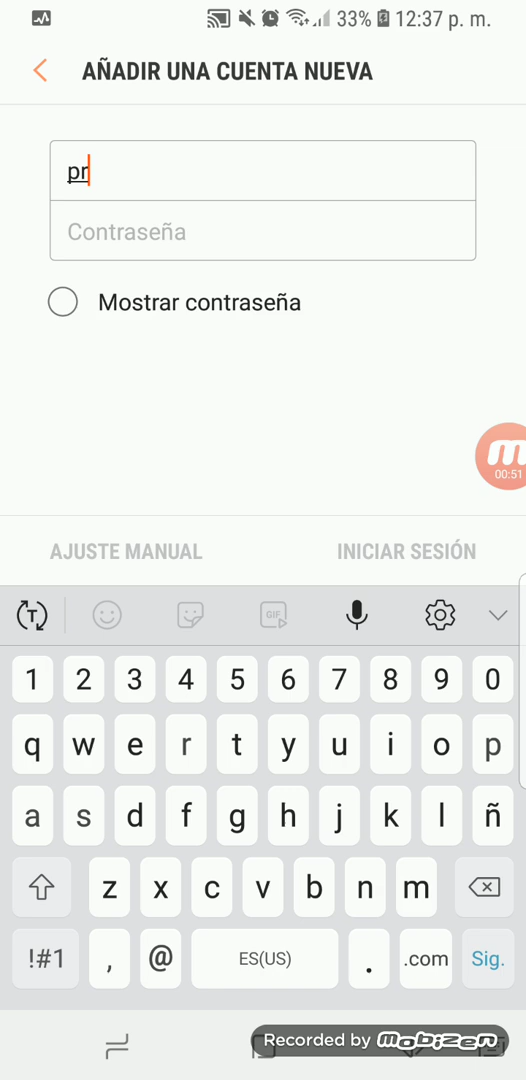 33% 12:37 p. m.
AÑADIR UNA CUENTA NUEVA
pr
Contraseña
Mostrar contraseña
m
00:51
AJUSTE MANUAL INICIAR SESIÓN
T GIF
1 2 3 4 5 6 7 8 9 0
q w e r t y u i o p
a s d f g h j k l ñ
z x c v b n m
!#1 , @ ES(US) . .com Sig.
Recorded by mobizen